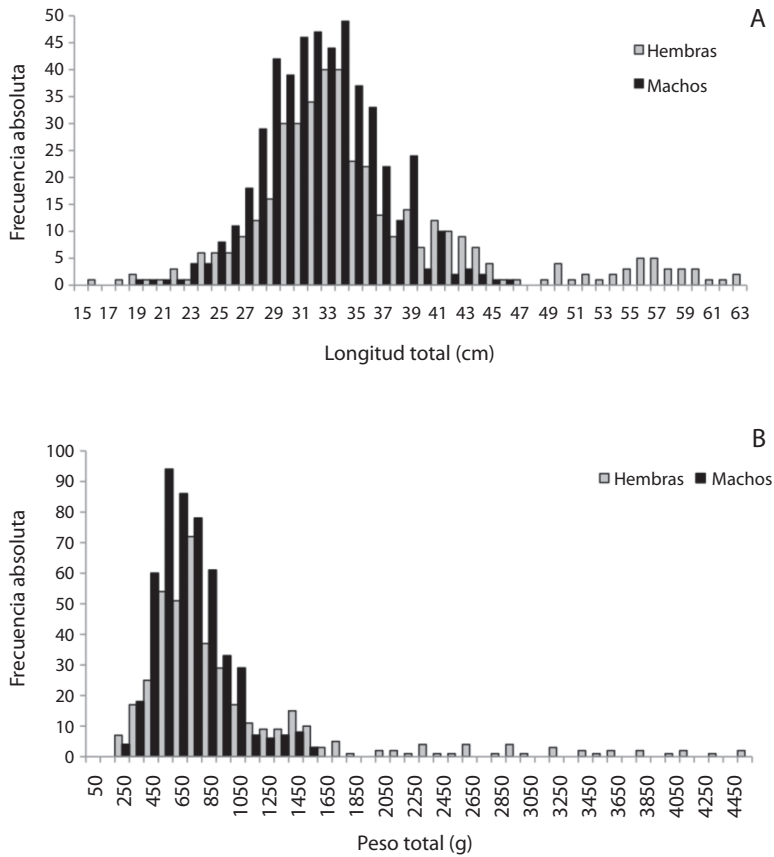 A
Hembras
Machos
Frecuencia absoluta
50
45
40
35
30
25
20
15
10
5
0
15 17 19 21 23 25 27 29 31 33 35 37 39 41 43 45 47 49 51 53 55 57 59 61 63
Longitud total (cm)
B
Hembras Machos
Frecuencia absoluta
100
90
80
70
60
50
40
30
20
10
0
50 250 450 650 850 1050 1250 1450 1650 1850 2050 2250 2450 2650 2850 3050 3250 3450 3650 3850 4050 4250 4450
Peso total (g)